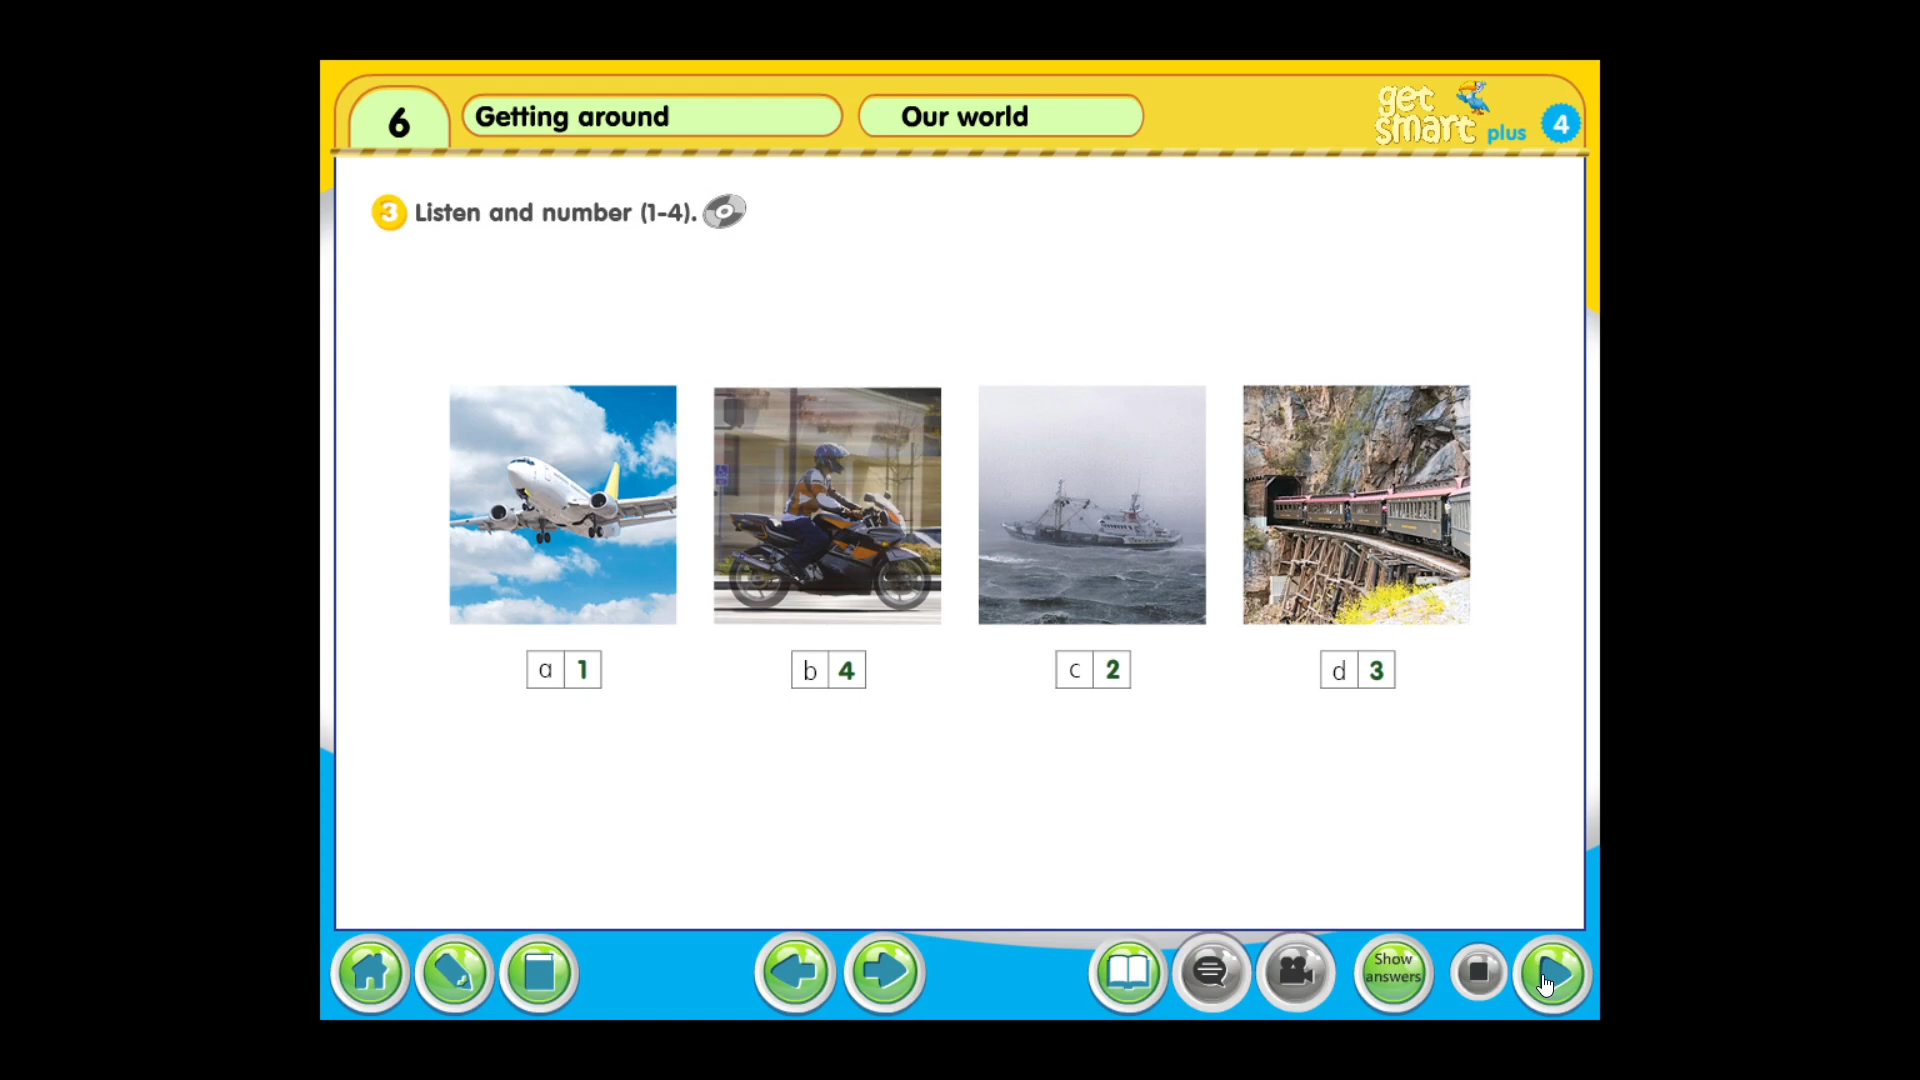 6
Getting around
Our world
get
smart
plus
4
3 Listen and number (1-4).
a 1
b 4
c 2
d 3
Show
answers